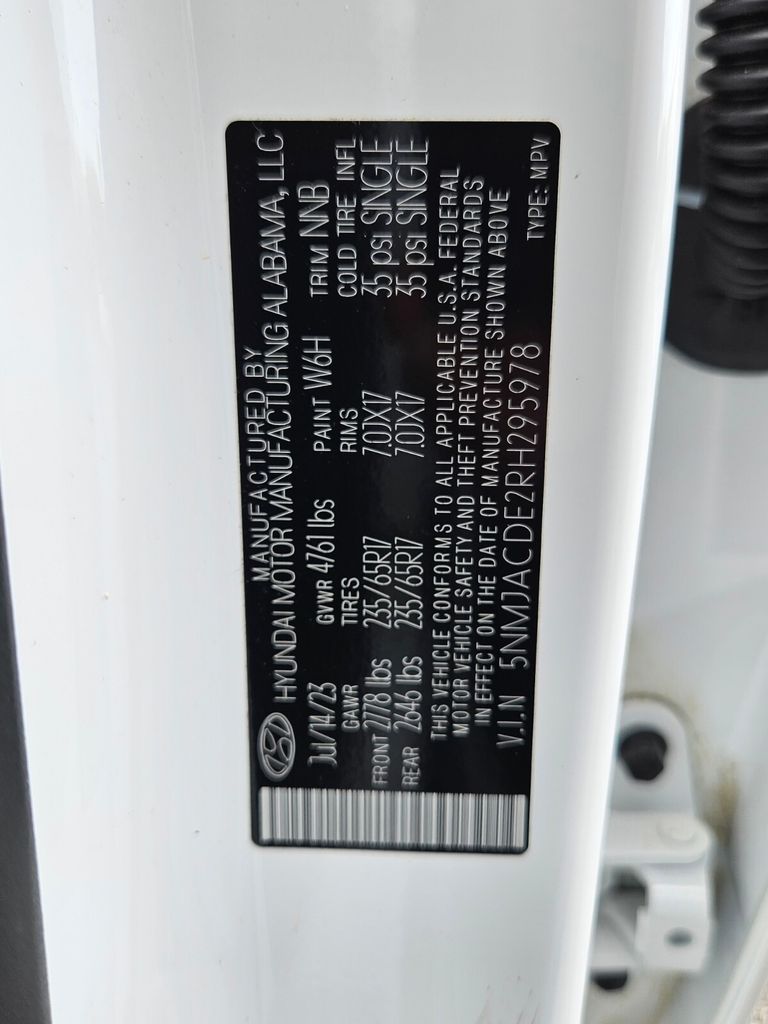 MANUFACTURED BY
HYUNDAI MOTOR MANUFACTURING ALABAMA, LLC
Jul/14/23 GVWR 4761 lbs PAINT W6H TRIM NNB
GAWR TIRES RIMS COLD TIRE INFL
FRONT 2778 lbs 235/65R17 7.0JX17 35 psi SINGLE
REAR 2646 lbs 235/65R17 7.0JX17 35 psi SINGLE
THIS VEHICLE CONFORMS TO ALL APPLICABLE U.S.A. FEDERAL
MOTOR VEHICLE SAFETY AND THEFT PREVENTION STANDARDS
IN EFFECT ON THE DATE OF MANUFACTURE SHOWN ABOVE
V.I.N 5NMJACDE2RH295978
TYPE: MPV